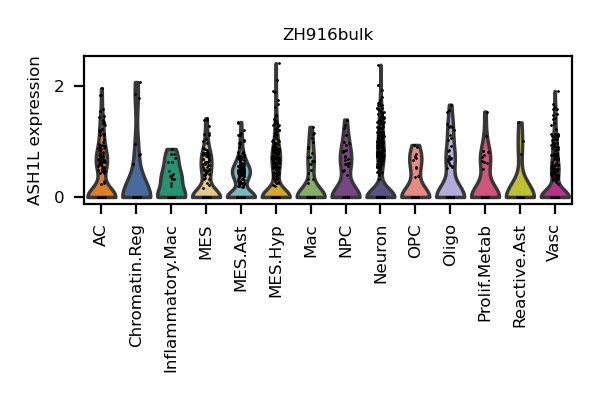 ZH916bulk
ASH1L expression
2
0
AC
Chromatin.Reg
Inflammatory.Mac
MES
MES.Ast
MES.Hyp
Mac
NPC
Neuron
OPC
Oligo
Prolif.Metab
Reactive.Ast
Vasc